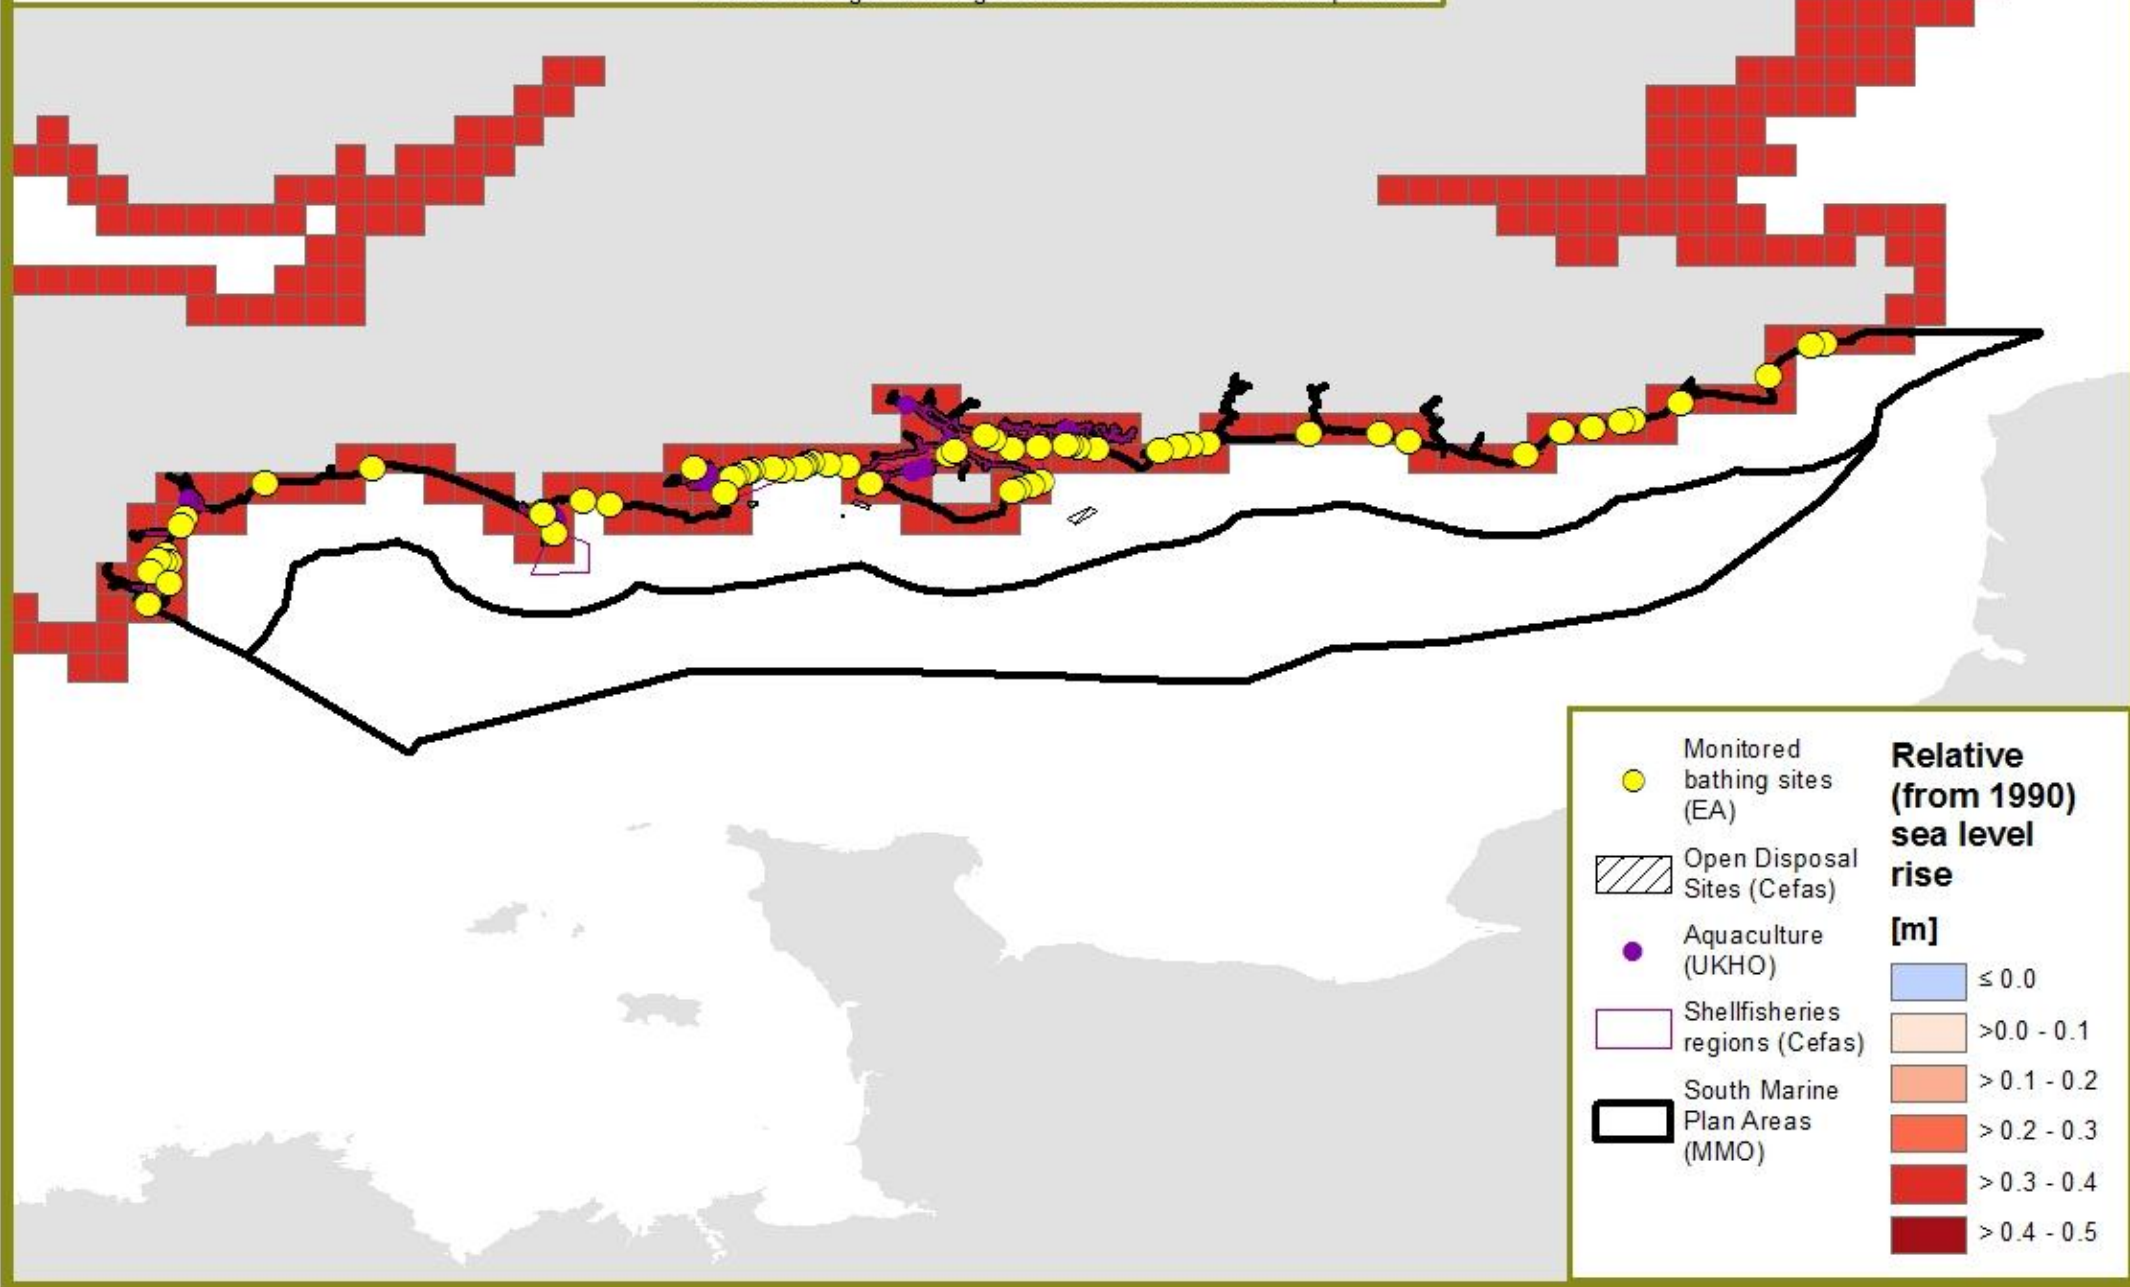 Monitored
bathing sites
(EA)
Open Disposal
Sites (Cefas)
Aquaculture
(UKHO)
Shellfisheries
regions (Cefas)
South Marine
Plan Areas
(MMO)
Relative
(from 1990)
sea level
rise
[m]
≤ 0.0
>0.0 - 0.1
> 0.1 - 0.2
> 0.2 - 0.3
> 0.3 - 0.4
> 0.4 - 0.5